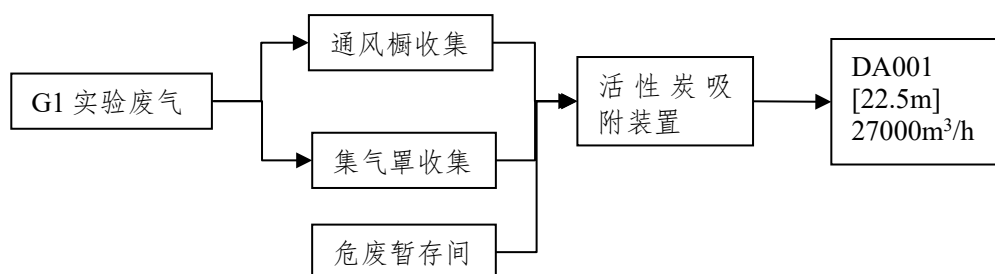 G1 实验废气
通风橱收集
集气罩收集
危废暂存间
活性炭吸
附装置
DA001
[22.5m]
27000m³/h